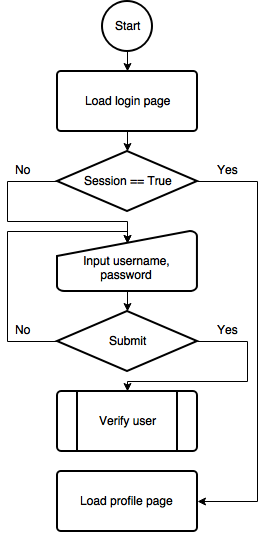 Start
Load login page
No
Session == True
Yes
Input username,
password
No
Submit
Yes
Verify user
Load profile page